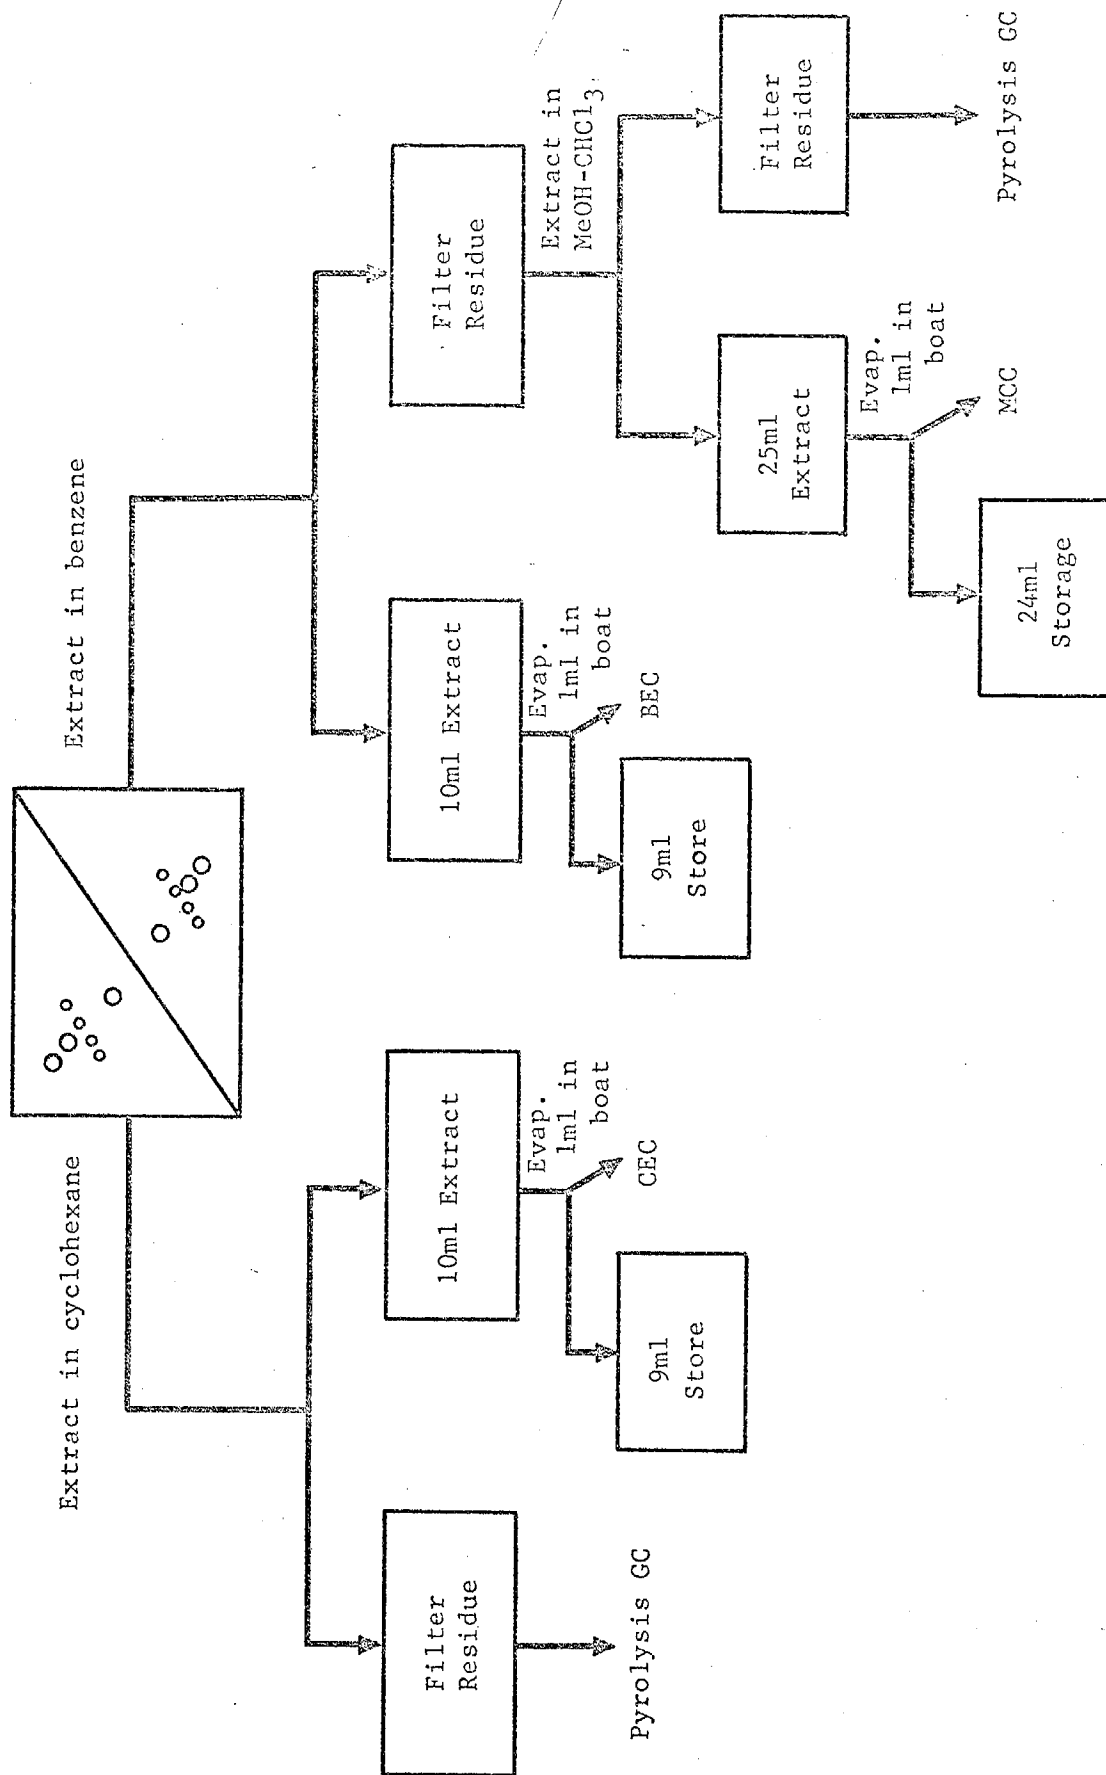 Extract in cyclohexane
Extract in benzene
Filter
Residue
Pyrolysis GC
10ml Extract
Evap.
1ml in
boat
CEC
9ml
Store
10ml Extract
Evap.
1ml in
boat
BEC
9ml
Store
Filter
Residue
Extract in
MeOH-CHCl3
25ml
Extract
Evap.
1ml in
boat
MCC
24ml
Storage
Filter
Residue
Pyrolysis GC